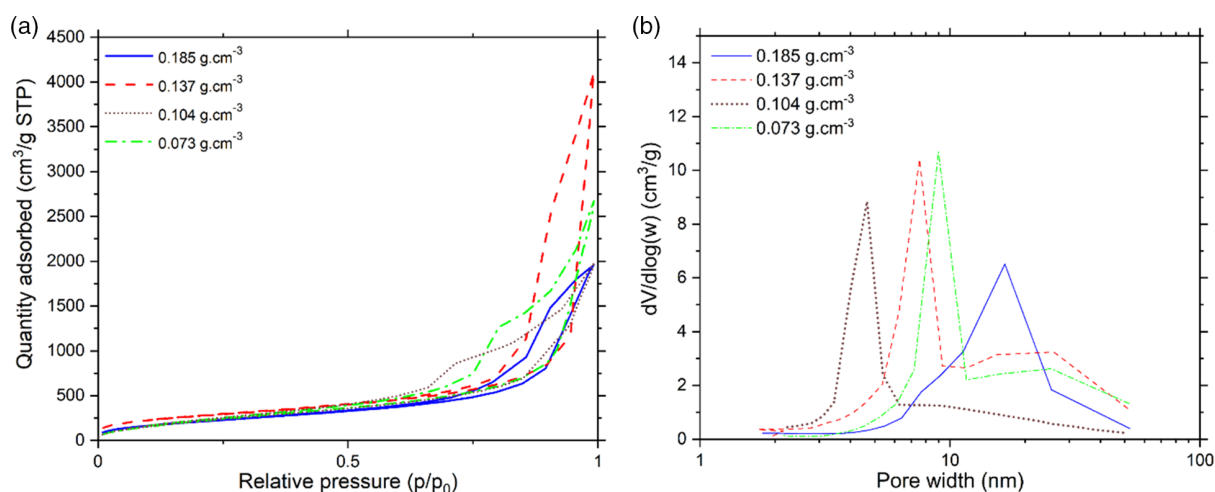 (a)
4500
4000
3500
3000
2500
2000
1500
1000
500
0
Quantity adsorbed (cm³/g STP)
0.185 g.cm⁻³
0.137 g.cm⁻³
0.104 g.cm⁻³
0.073 g.cm⁻³
0
0.5
1
Relative pressure (p/p₀)
(b)
14
12
10
8
6
4
2
0
dV/dlog(w) (cm³/g)
0.185 g.cm⁻³
0.137 g.cm⁻³
0.104 g.cm⁻³
0.073 g.cm⁻³
1
10
100
Pore width (nm)